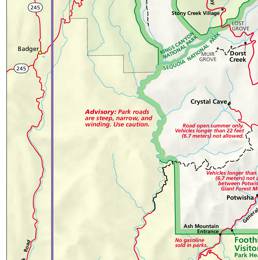 Stony Creek Village
LOST
GROVE
KINGS CANYON
NATIONAL PARK
SEQUOIA NATIONAL PARK
MUIR
GROVE
Dorst
Creek
245
Badger
245
Crystal Cave
Advisory: Park roads
are steep, narrow, and
winding. Use caution.
Road open summer only
Vehicles longer than 22 feet
(6.7 meters) not allowed.
Vehicles longer than
(6.7 meters) not
between Potwis
Giant Forest M
Potwisha
General
Ash Mountain
Entrance
No gasoline
sold in parks.
Footh
Visito
Park He
Road